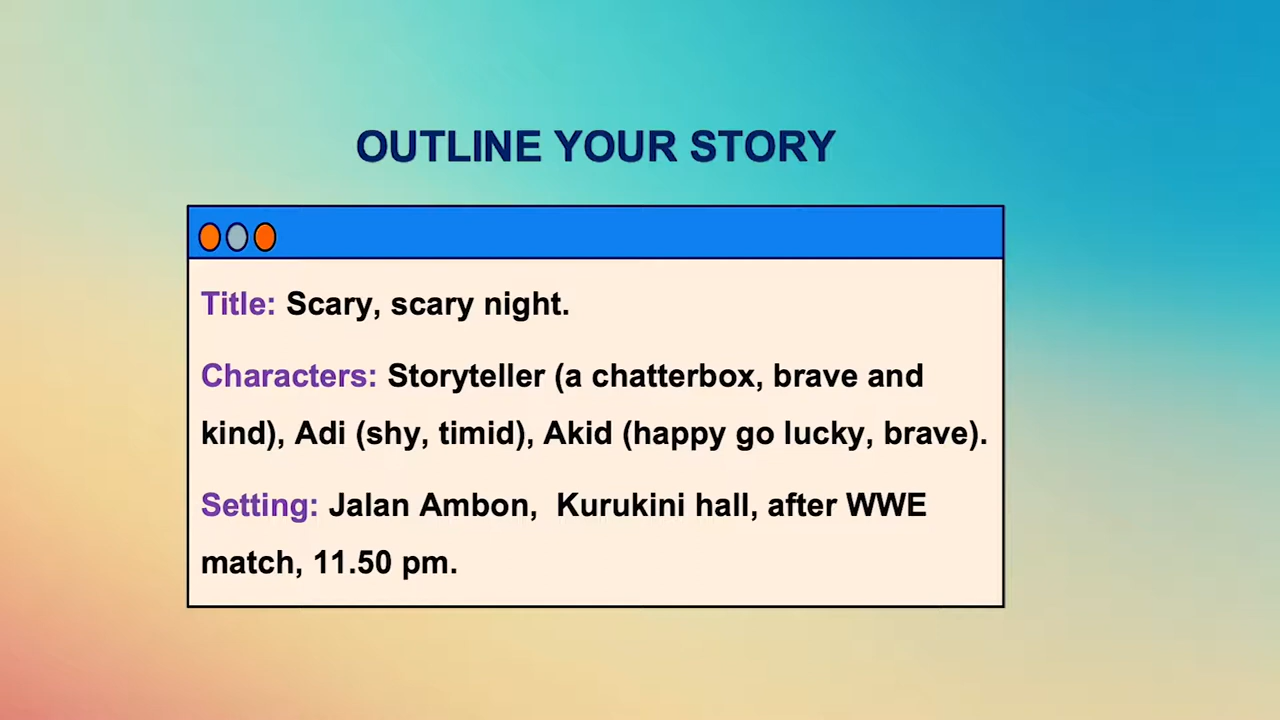 OUTLINE YOUR STORY
Title: Scary, scary night.
Characters: Storyteller (a chatterbox, brave and
kind), Adi (shy, timid), Akid (happy go lucky, brave).
Setting: Jalan Ambon,  Kurukini hall, after WWE
match, 11.50 pm.